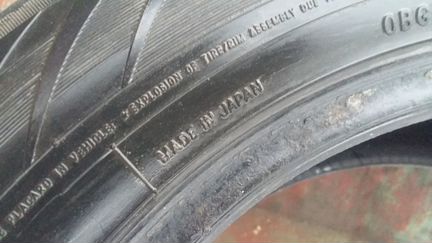 PLACARD IN VEHICLE • EXPLOSION OF TIRE/RIM ASSEMBLY DUE
MADE IN JAPAN
OBG